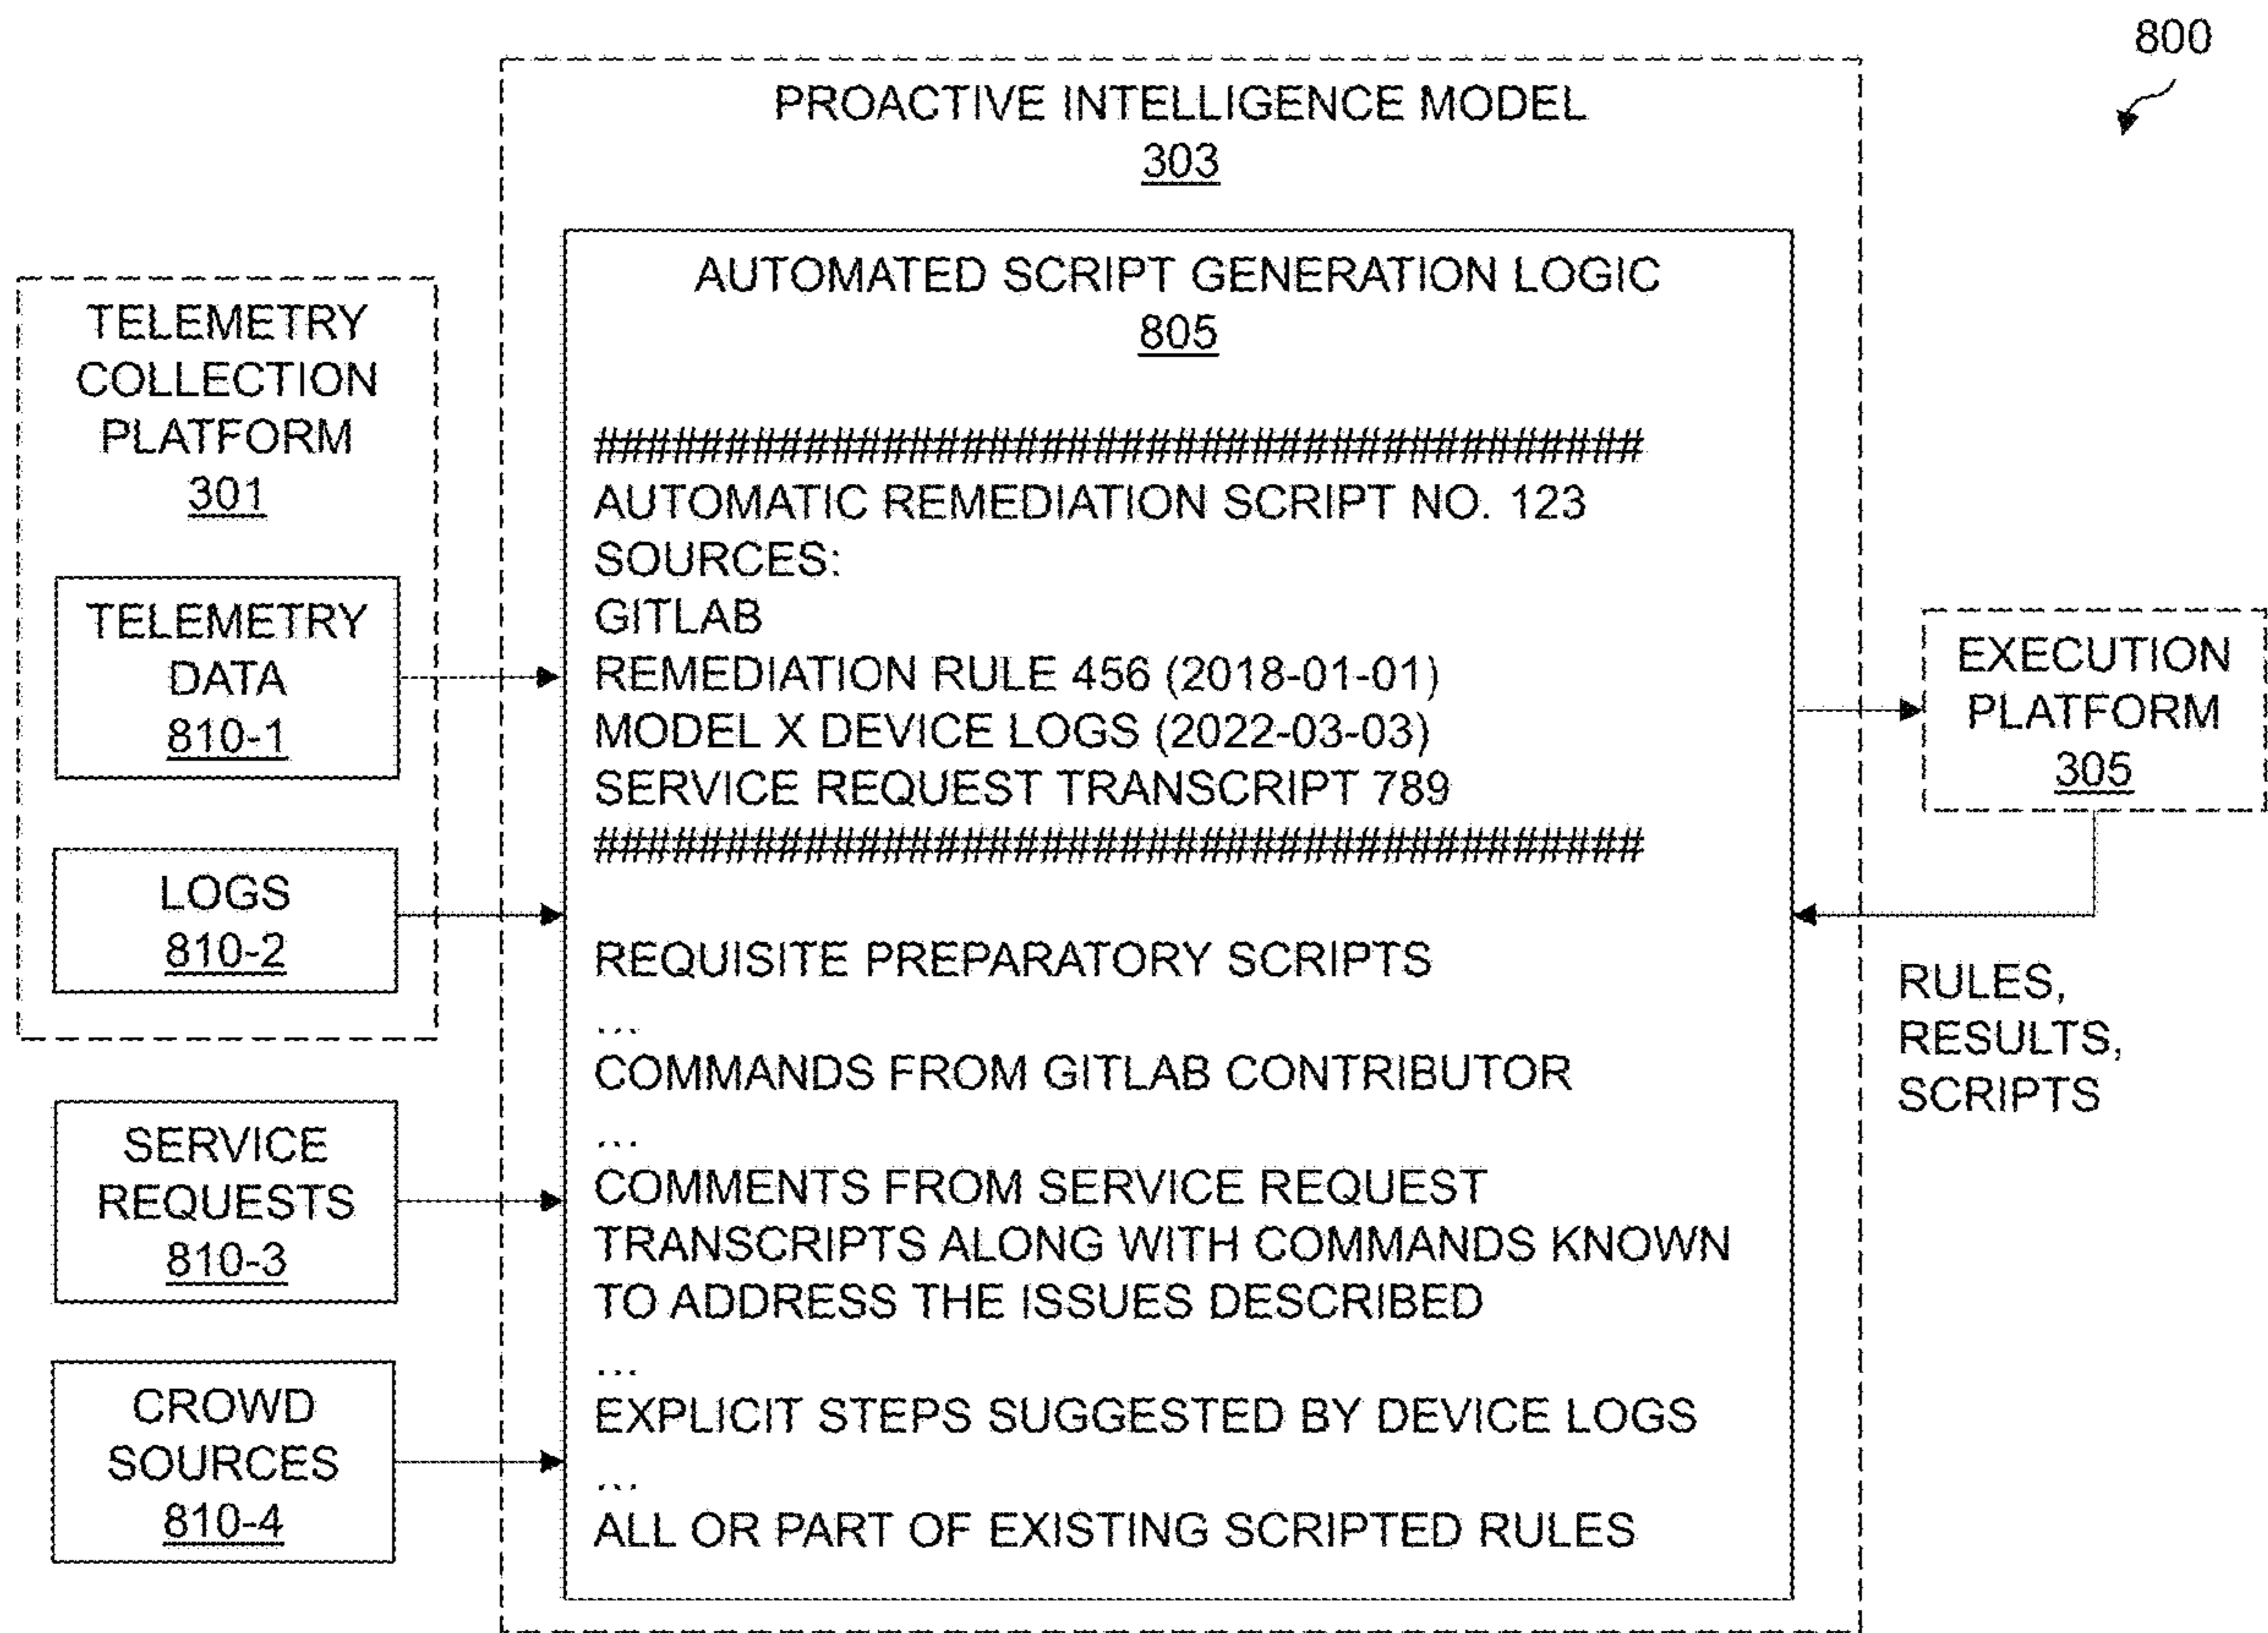 800
PROACTIVE INTELLIGENCE MODEL
303
TELEMETRY
COLLECTION
PLATFORM
301
TELEMETRY
DATA
810-1
LOGS
810-2
SERVICE
REQUESTS
810-3
CROWD
SOURCES
810-4
AUTOMATED SCRIPT GENERATION LOGIC
805
########################################
AUTOMATIC REMEDIATION SCRIPT NO. 123
SOURCES:
GITLAB
REMEDIATION RULE 456 (2018-01-01)
MODEL X DEVICE LOGS (2022-03-03)
SERVICE REQUEST TRANSCRIPT 789
########################################
REQUISITE PREPARATORY SCRIPTS
...
COMMANDS FROM GITLAB CONTRIBUTOR
...
COMMENTS FROM SERVICE REQUEST
TRANSCRIPTS ALONG WITH COMMANDS KNOWN
TO ADDRESS THE ISSUES DESCRIBED
...
EXPLICIT STEPS SUGGESTED BY DEVICE LOGS
...
ALL OR PART OF EXISTING SCRIPTED RULES
EXECUTION
PLATFORM
305
RULES,
RESULTS,
SCRIPTS